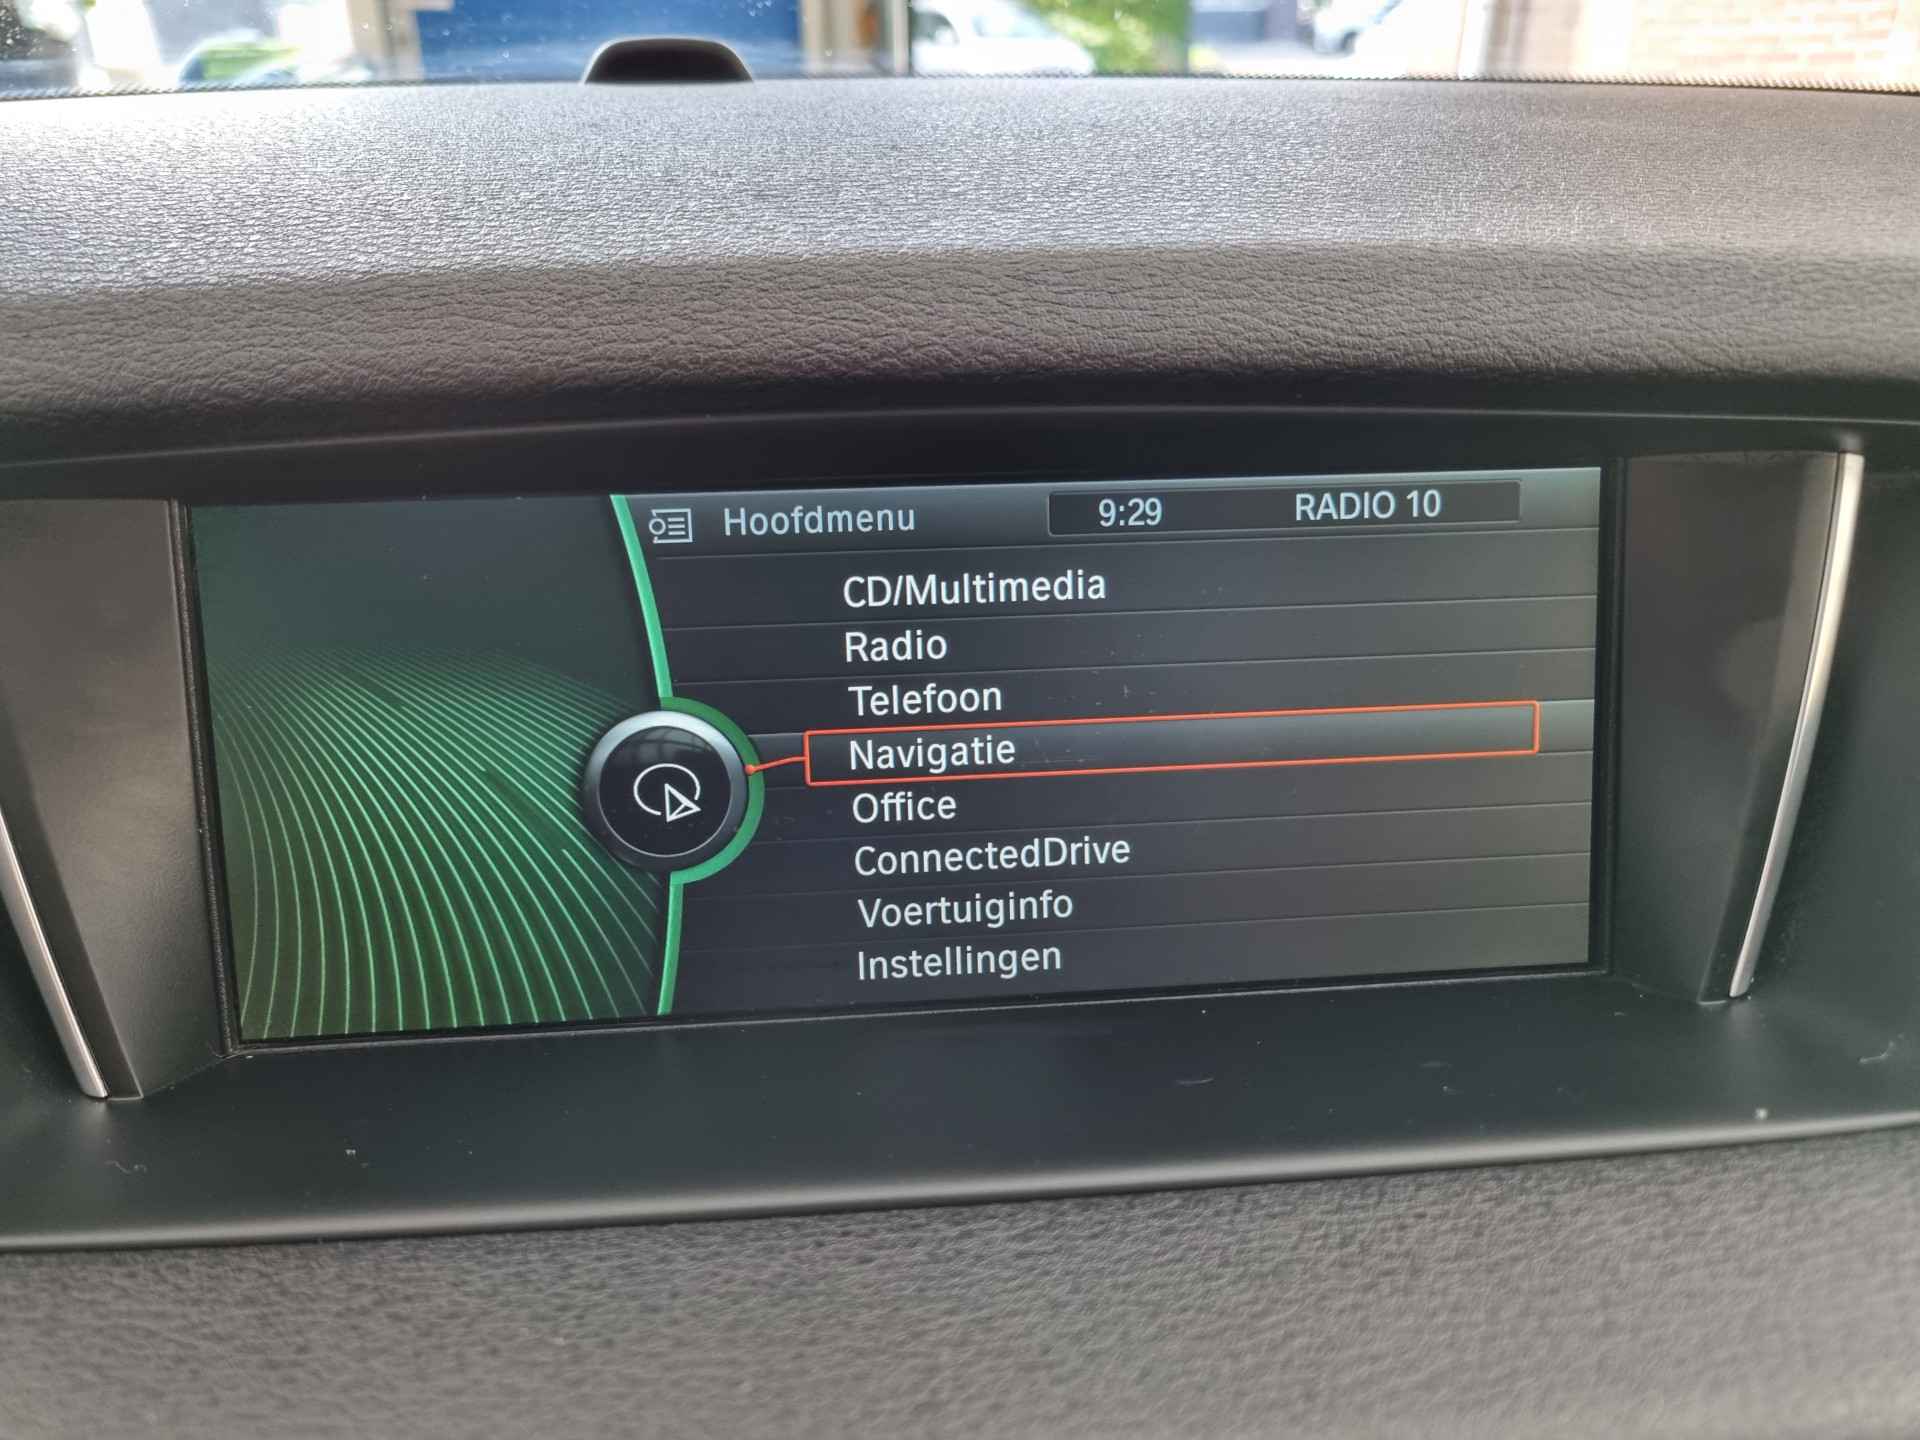 Hoofdmenu 9:29 RADIO 10
CD/Multimedia
Radio
Telefoon
Navigatie
Office
ConnectedDrive
Voertuiginfo
Instellingen